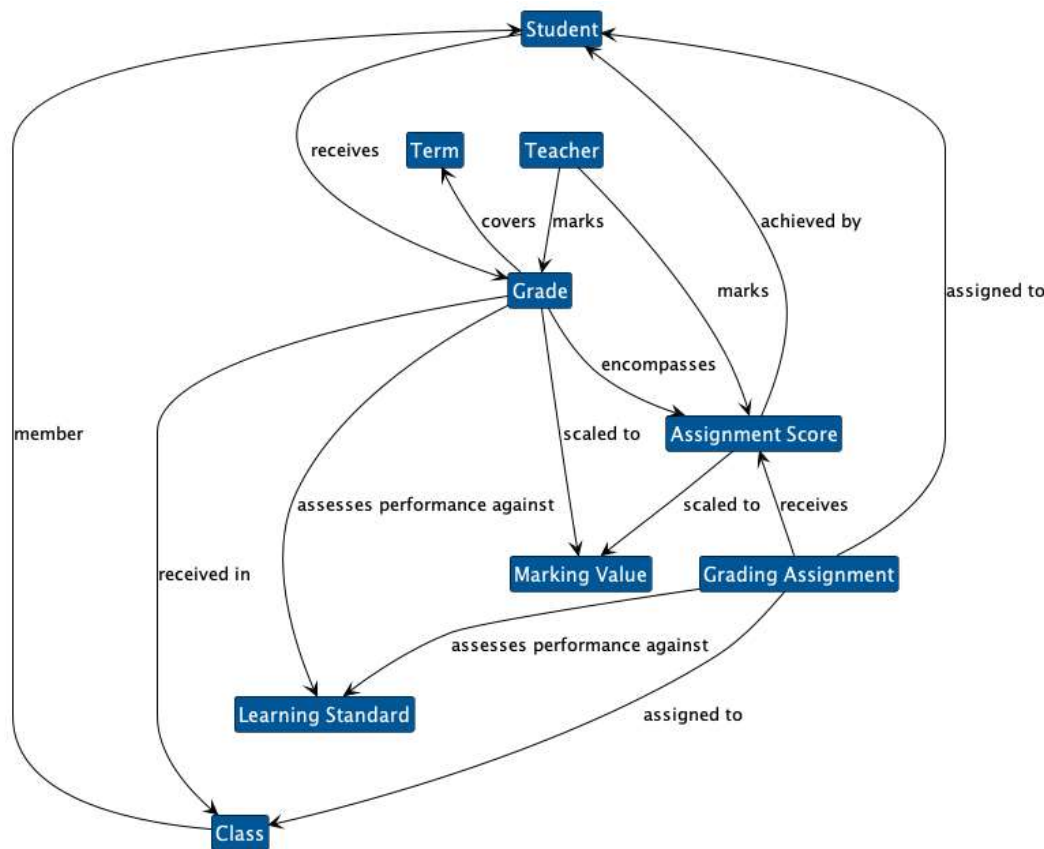 Student
receives
Term
Teacher
covers
marks
achieved by
Grade
marks
assigned to
encompasses
member
scaled to
Assignment Score
assesses performance against
scaled to
receives
received in
Marking Value
Grading Assignment
assesses performance against
Learning Standard
assigned to
Class